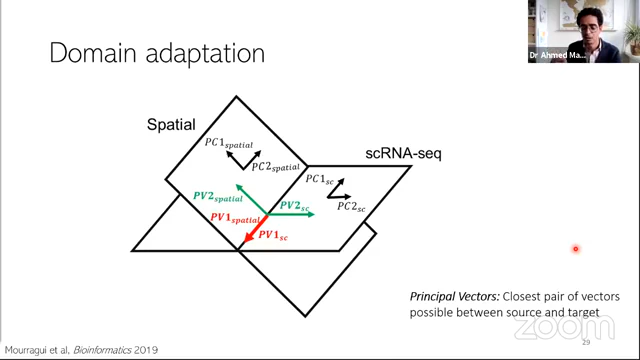 Domain adaptation
Dr Ahmed Ma...
Spatial
scRNA-seq
PC1spatial
PC2spatial
PC1sc
PC2sc
PV2spatial
PV2sc
PV1spatial
PV1sc
Principal Vectors: Closest pair of vectors
possible between source and target
zoom
29
Mourragui et al, Bioinformatics 2019